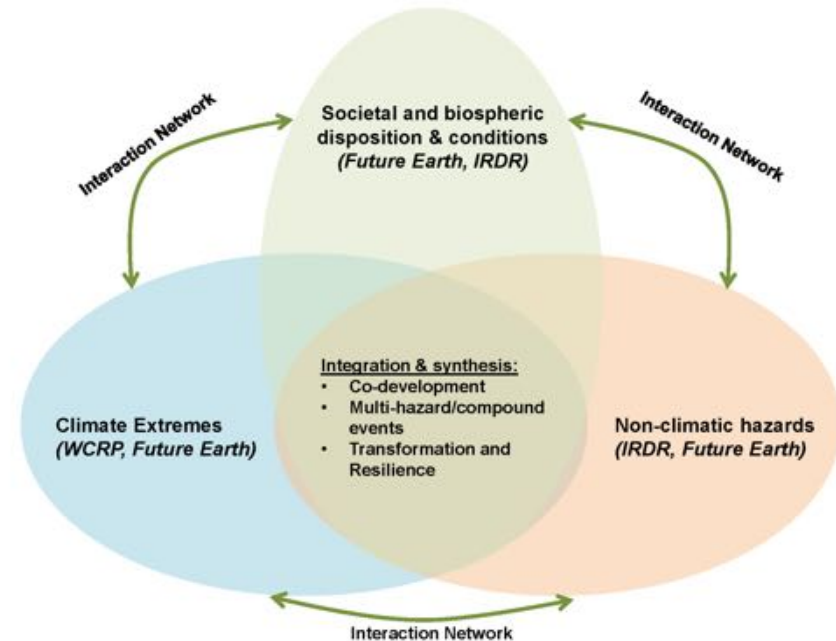 Interaction Network
Societal and biospheric
disposition & conditions
(Future Earth, IRDR)
Interaction Network
Integration & synthesis:
• Co-development
• Multi-hazard/compound
events
• Transformation and
Resilience
Climate Extremes
(WCRP, Future Earth)
Non-climatic hazards
(IRDR, Future Earth)
Interaction Network